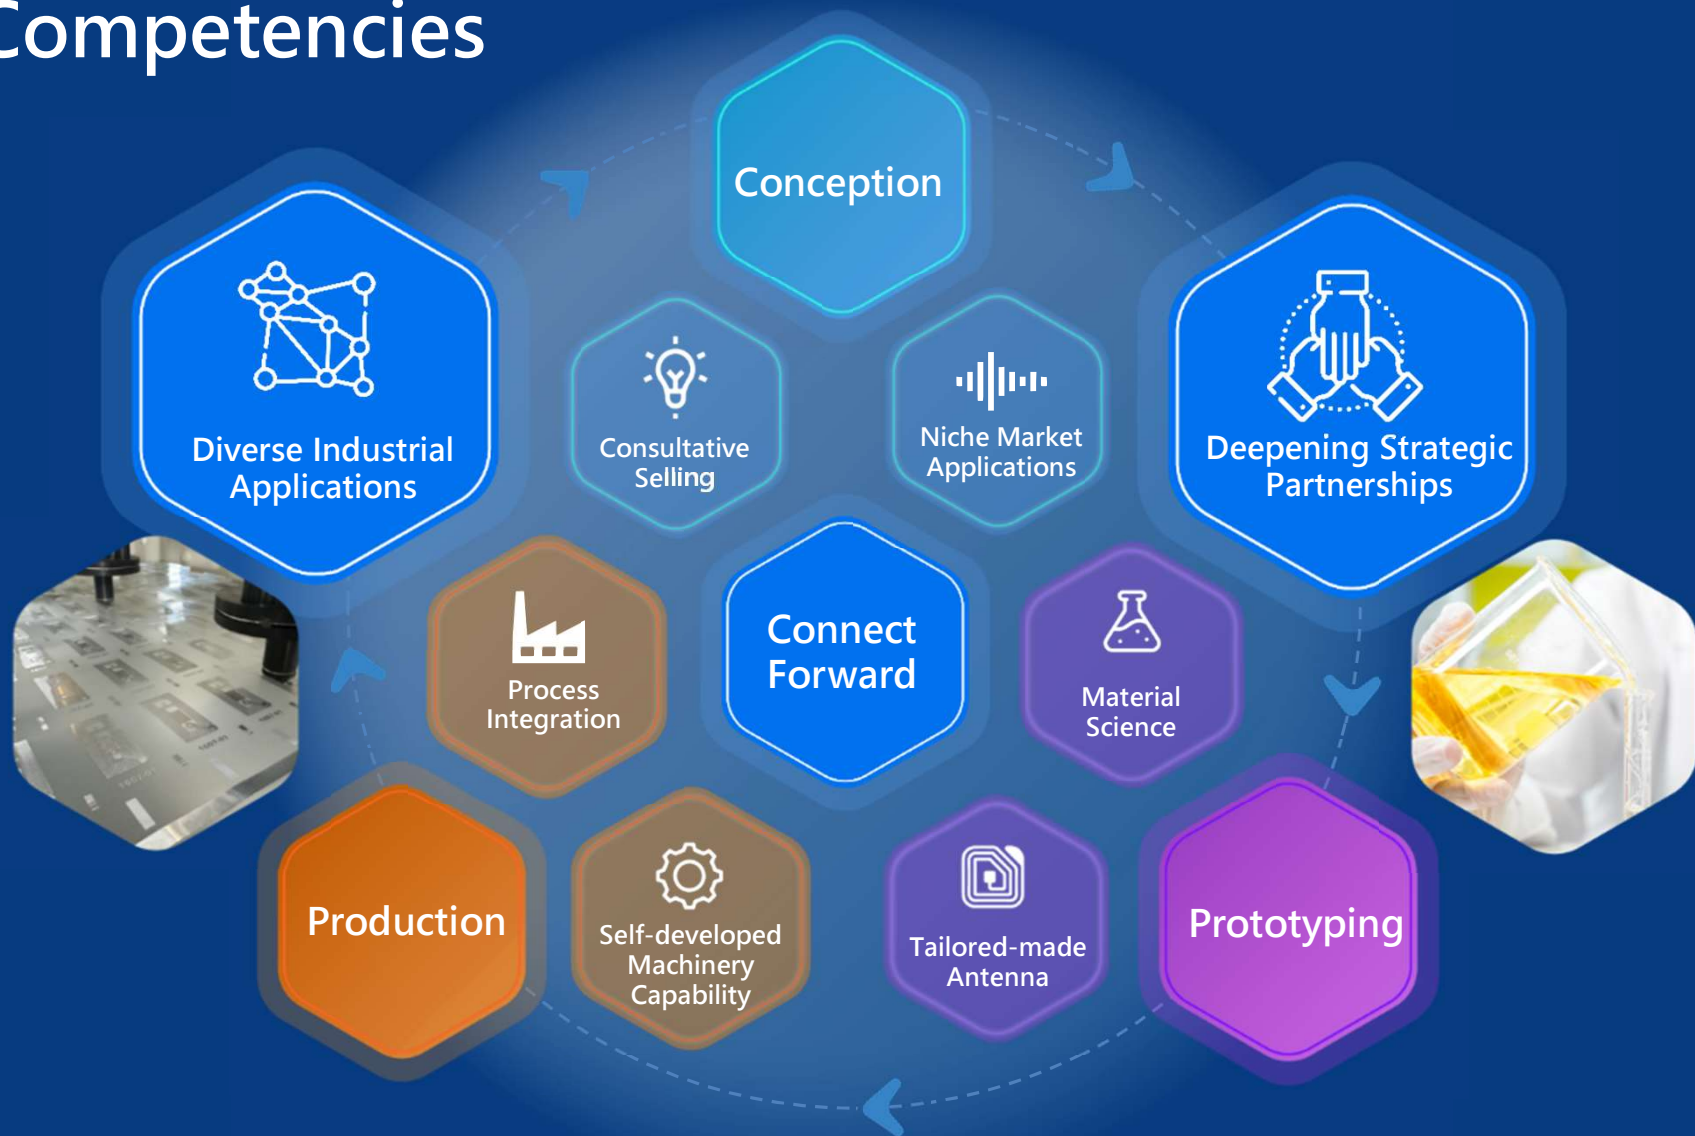 Competencies
Conception
Diverse Industrial
Applications
Consultative
Selling
Niche Market
Applications
Deepening Strategic
Partnerships
Process
Integration
Connect
Forward
Material
Science
Production
Self-developed
Machinery
Capability
Tailored-made
Antenna
Prototyping